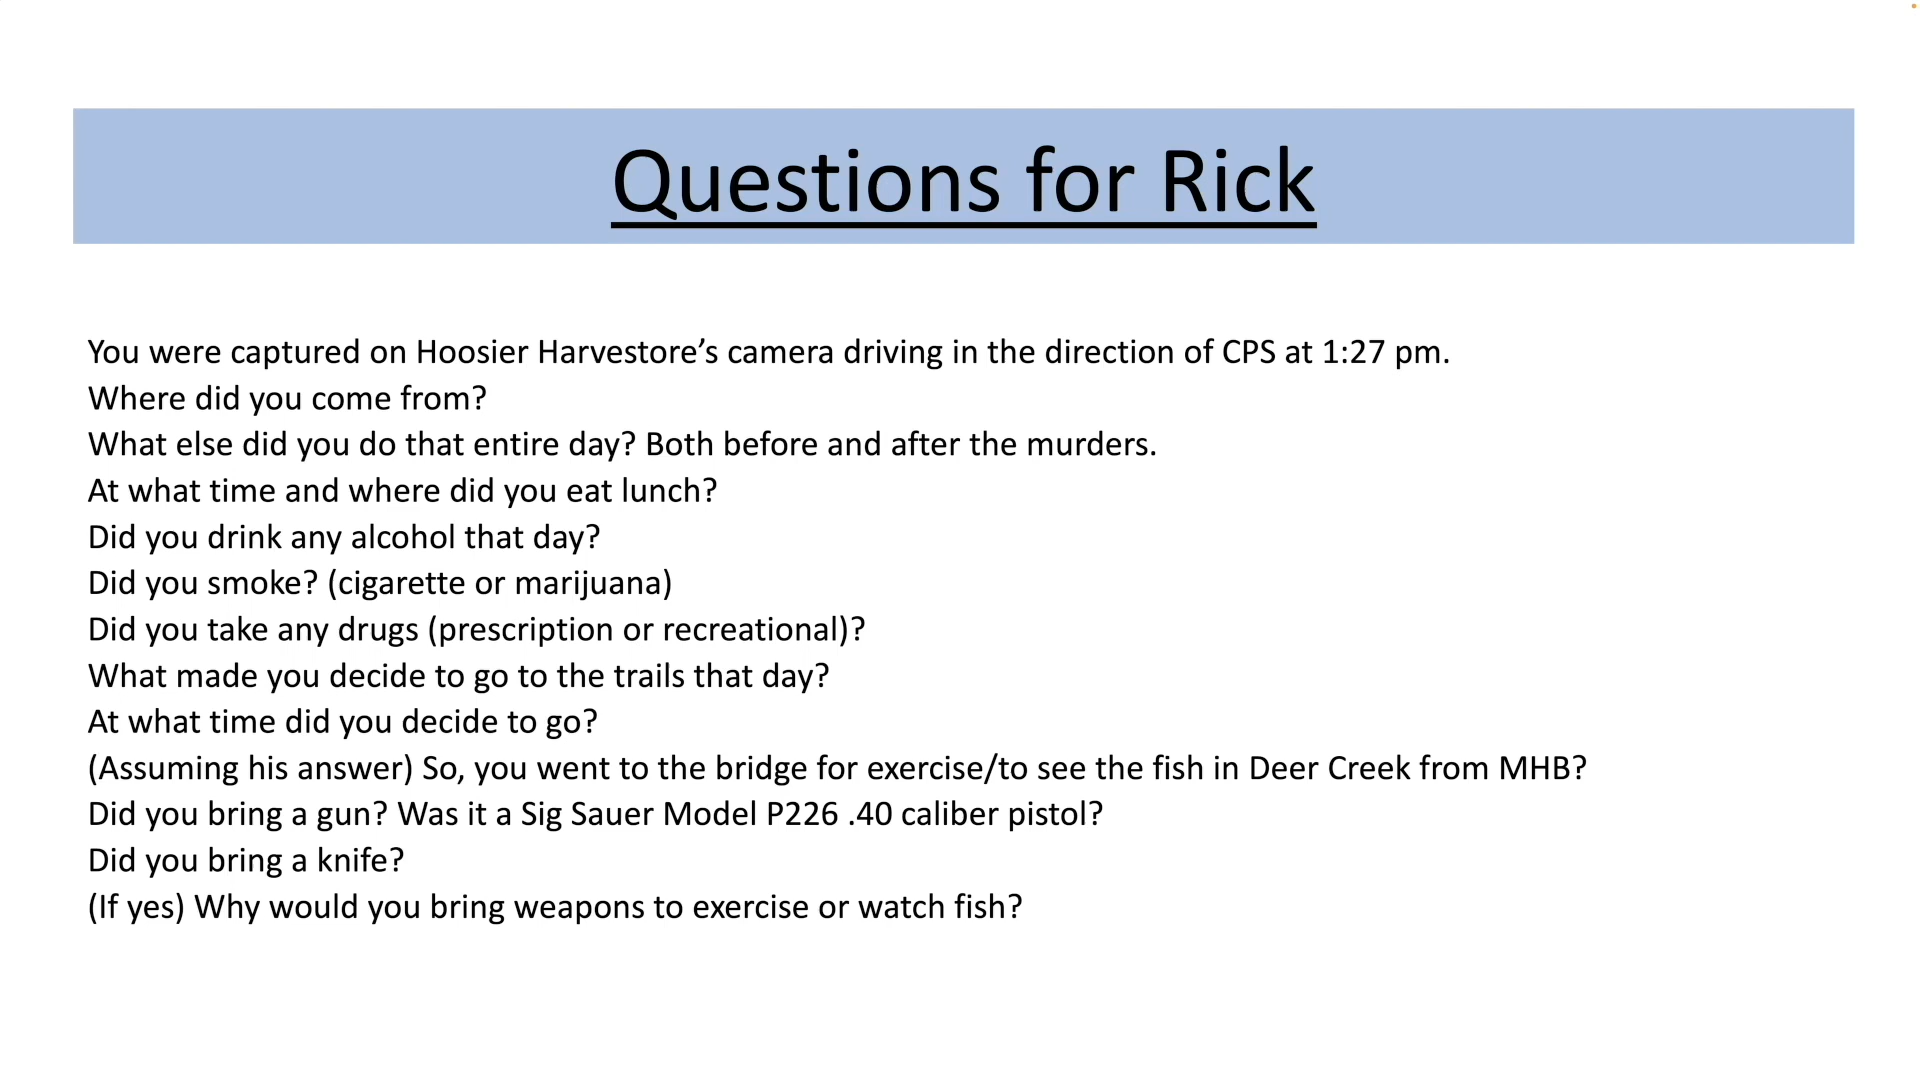 Questions for Rick
You were captured on Hoosier Harvestore’s camera driving in the direction of CPS at 1:27 pm.
Where did you come from?
What else did you do that entire day? Both before and after the murders.
At what time and where did you eat lunch?
Did you drink any alcohol that day?
Did you smoke? (cigarette or marijuana)
Did you take any drugs (prescription or recreational)?
What made you decide to go to the trails that day?
At what time did you decide to go?
(Assuming his answer) So, you went to the bridge for exercise/to see the fish in Deer Creek from MHB?
Did you bring a gun? Was it a Sig Sauer Model P226 .40 caliber pistol?
Did you bring a knife?
(If yes) Why would you bring weapons to exercise or watch fish?